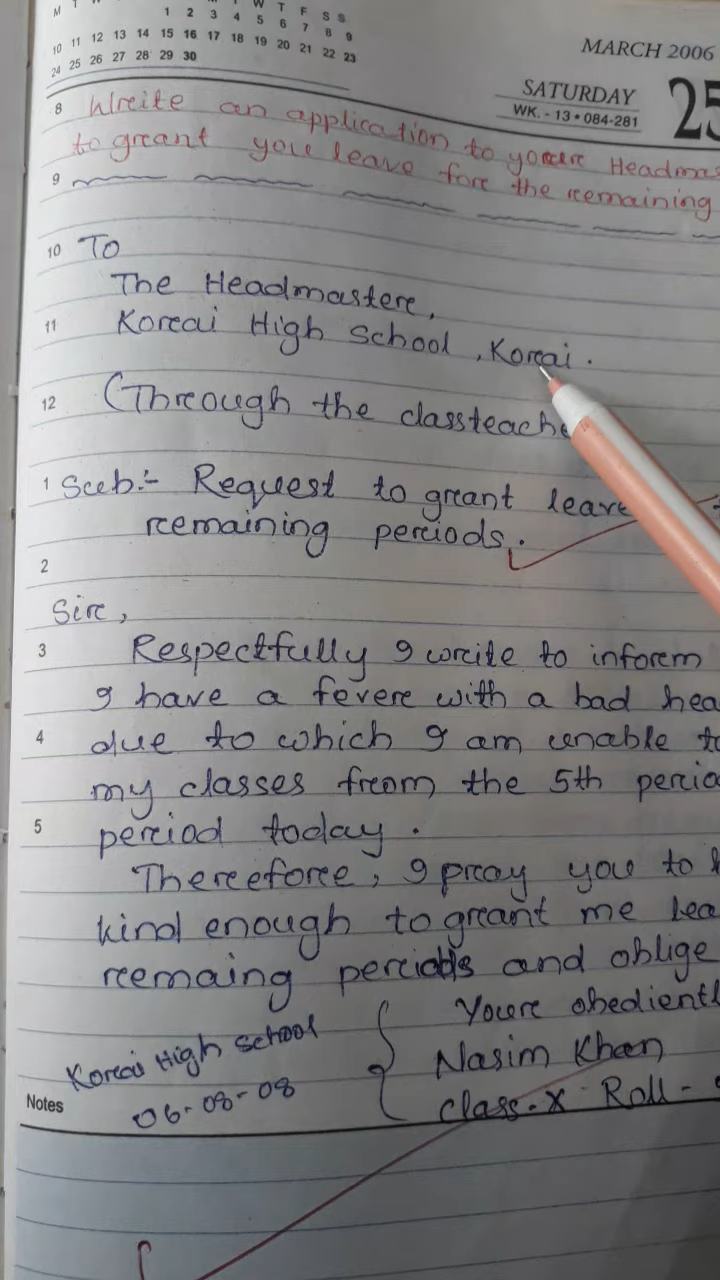 M T W T F S S
1 2 3 4 5 6 7 8 9
10 11 12 13 14 15 16 17 18 19 20 21 22 23
24 25 26 27 28 29 30
MARCH 2006
SATURDAY
25
WK. - 13 • 084-281
8 Write an application to your Headmas
to grant you leave for the remaining
9
10 To
The Headmaster,
11 Korai High School, Korai.
12 (Through the classteache
1 Sub:- Request to grant leave
remaining periods.
2
Sir,
3 Respectfully I write to inform
I have a fever with a bad hea
4 due to which I am unable to
my classes from the 5th perio
5 period today.
Therefore, I pray you to b
kind enough to grant me lea
remaing periods and oblige
Your obedientl
Korai High School
Nasim Khan
06-08-08
Class-X Roll -
Notes